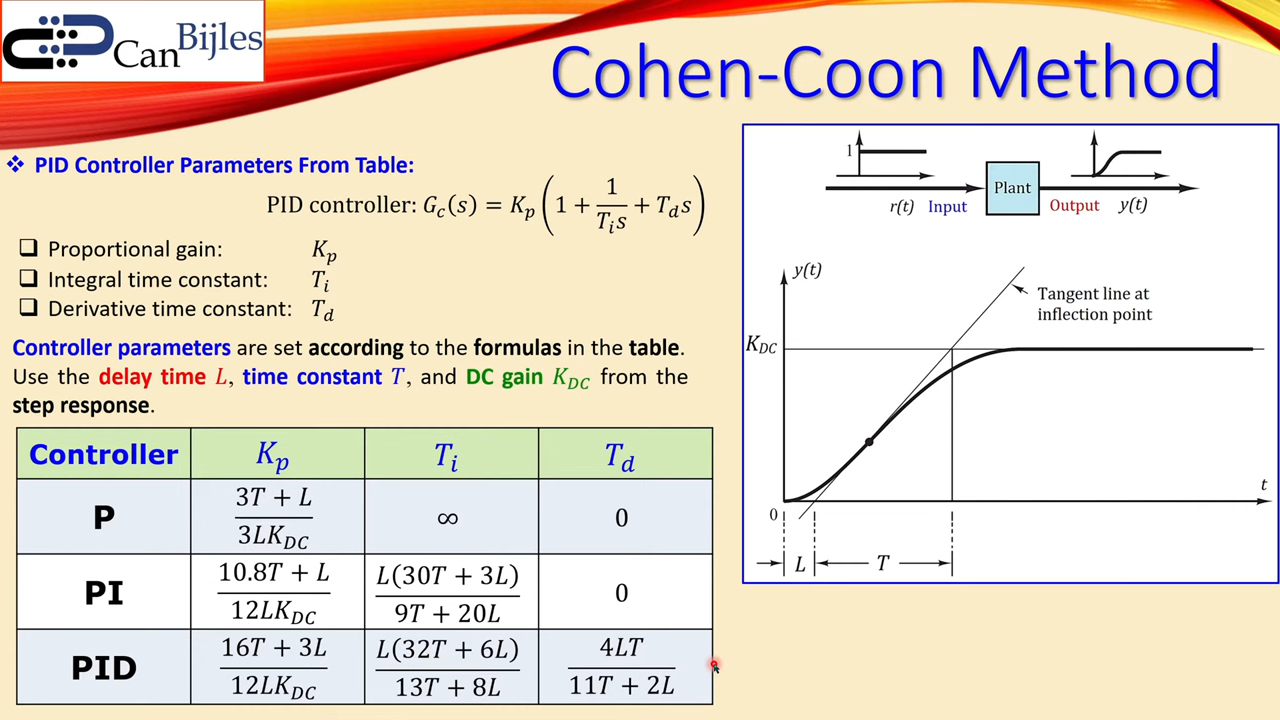 Can Bijles
Cohen-Coon Method
❖ PID Controller Parameters From Table:
PID controller: G_c(s) = K_p (1 + 1/(T_i s) + T_d s)
❑ Proportional gain: K_p
❑ Integral time constant: T_i
❑ Derivative time constant: T_d
Controller parameters are set according to the formulas in the table.
Use the delay time L, time constant T, and DC gain K_DC from the
step response.
Controller K_p T_i T_d
P (3T + L)/(3LK_DC) ∞ 0
PI (10.8T + L)/(12LK_DC) L(30T + 3L)/(9T + 20L) 0
PID (16T + 3L)/(12LK_DC) L(32T + 6L)/(13T + 8L) 4LT/(11T + 2L)
1
Plant
r(t) Input Output y(t)
y(t)
Tangent line at
inflection point
K_DC
t
0
L T